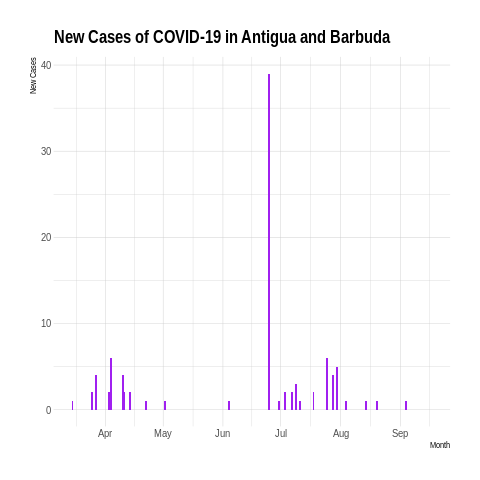 New Cases of COVID-19 in Antigua and Barbuda
New Cases
40
30
20
10
0
Apr May Jun Jul Aug Sep
Month